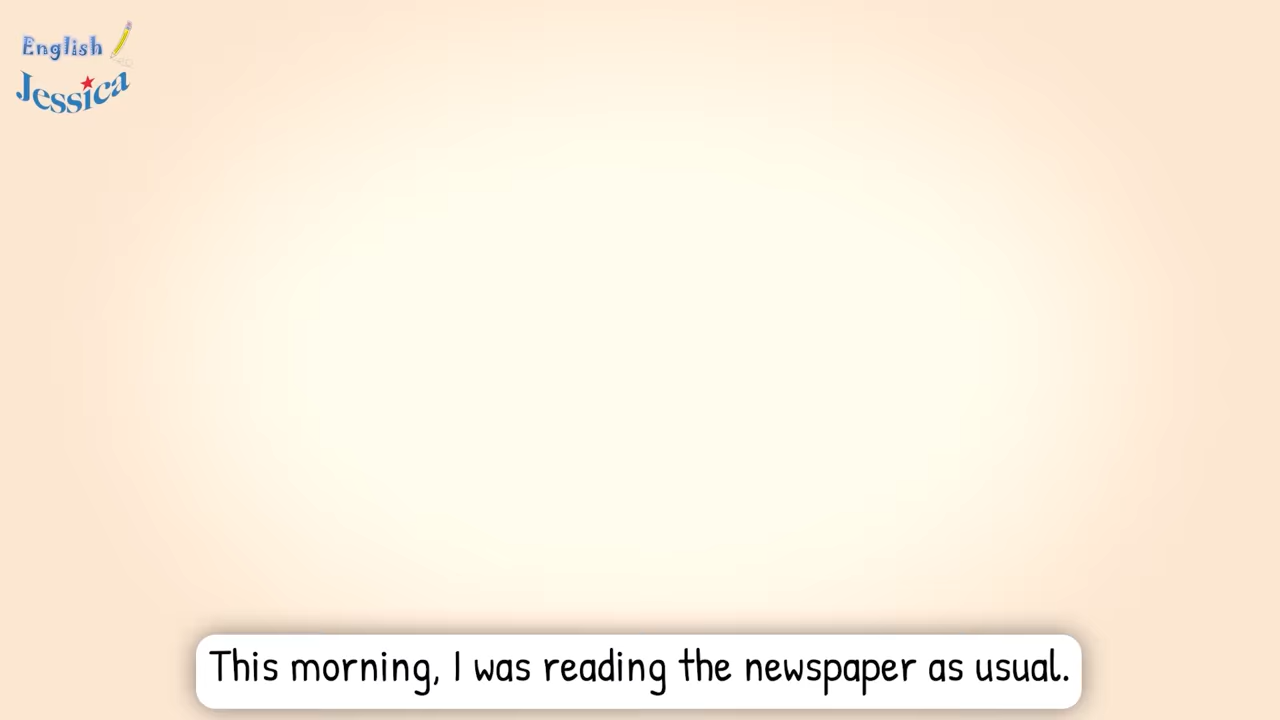 English
Jessica
This morning, I was reading the newspaper as usual.